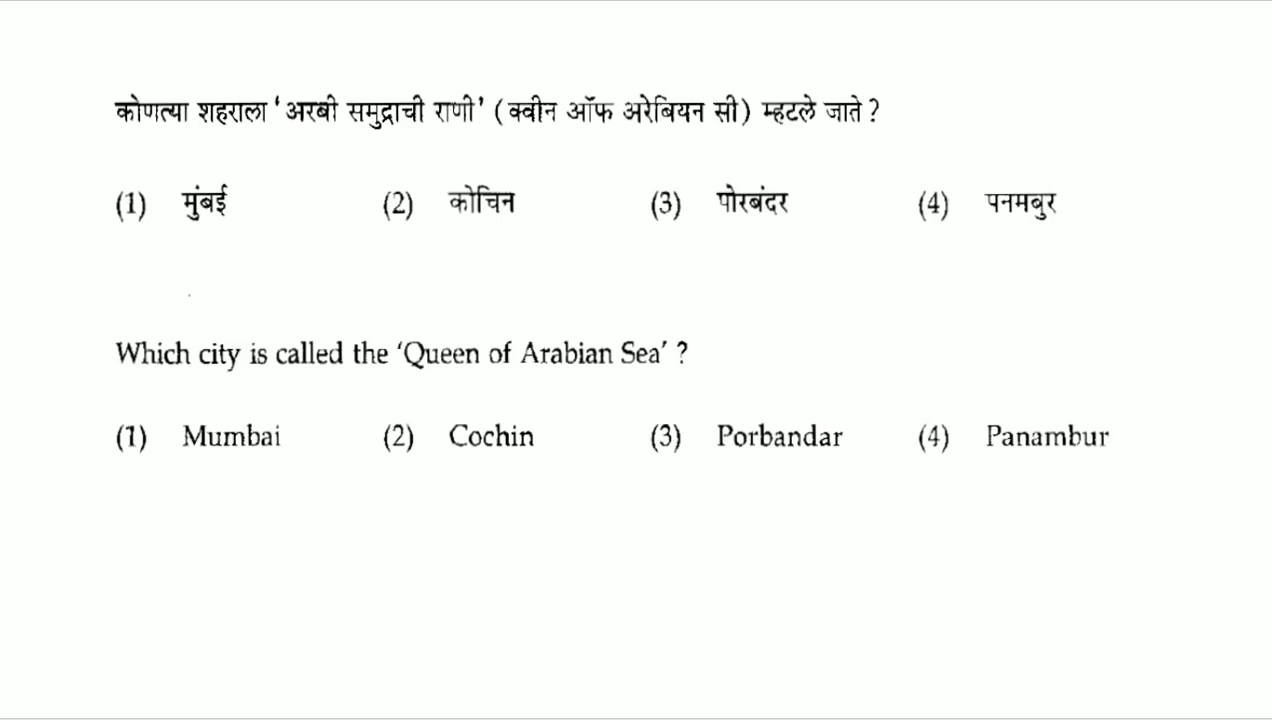 कोणत्या शहराला ‘अरबी समुद्राची राणी’ (क्वीन ऑफ अरेबियन सी) म्हटले जाते ?
(1) मुंबई (2) कोचिन (3) पोरबंदर (4) पनमबुर
Which city is called the ‘Queen of Arabian Sea’ ?
(1) Mumbai (2) Cochin (3) Porbandar (4) Panambur